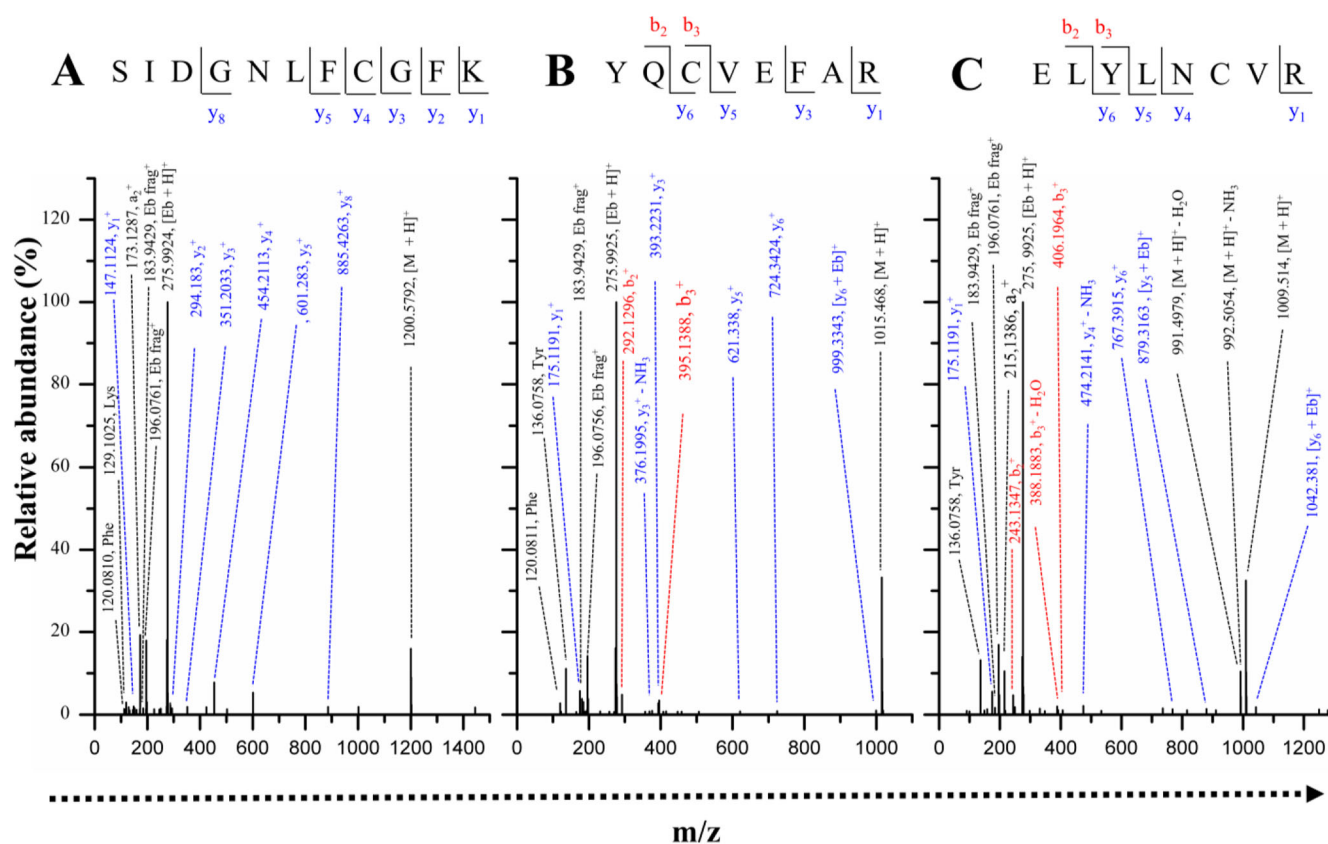 A S I D G N L F C G F K
y8 y5 y4 y3 y2 y1
b2 b3
B Y Q C V E F A R
y6 y5 y3 y1
b2 b3
C E L Y L N C V R
y6 y5 y4 y1
Relative abundance (%)
120
100
80
60
40
20
0
120.0810, Phe
129.1025, Lys
147.1124, y1+
173.1287, a2+
183.9429, Eb frag+
196.0761, Eb frag+
275.9924, [Eb + H]+
294.183, y2+
351.2033, y3+
454.2113, y4+
, 601.283, y5+
885.4263, y8+
1200.5792, [M + H]+
0 200 400 600 800 1000 1200 1400
120.0811, Phe
136.0758, Tyr
175.1191, y1+
183.9429, Eb frag+
196.0756, Eb frag+
275.9925, [Eb + H]+
292.1296, b2+
376.1995, y3+ - NH3
393.2231, y3+
395.1388, b3+
621.338, y5+
724.3424, y6+
999.3343, [y6 + Eb]+
1015.468, [M + H]+
0 200 400 600 800 1000
136.0758, Tyr
175.1191, y1+
183.9429, Eb frag+
196.0761, Eb frag+
215,1386, a2+
243.1347, b2+
275, 9925, [Eb + H]+
388.1883, b3+ - H2O
406.1964, b3+
474.2141, y4+ - NH3
767.3915, y6+
879.3163 , [y5 + Eb]+
991.4979, [M + H]+ - H2O
992.5054, [M + H]+ - NH3
1009.514, [M + H]+
1042.381, [y6 + Eb]+
0 200 400 600 800 1000 1200
m/z